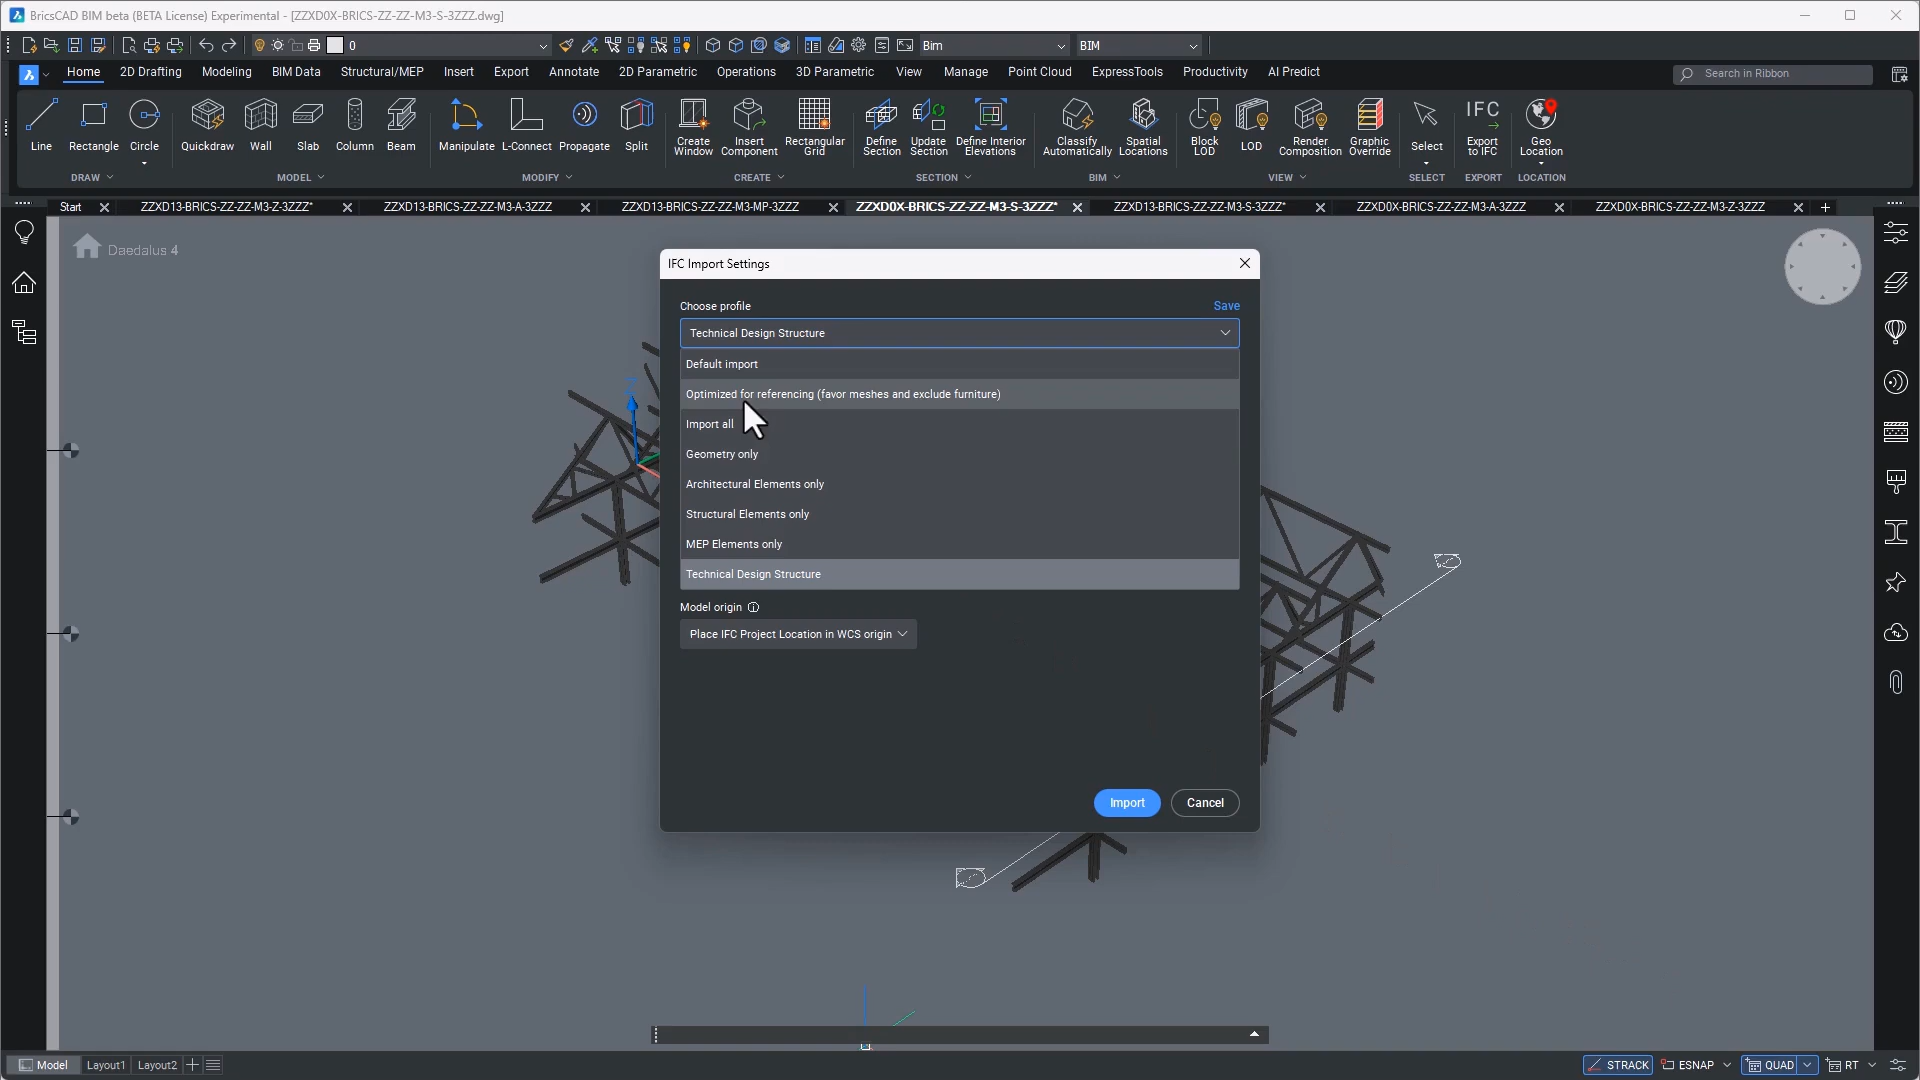 BricsCAD BIM beta (BETA License) Experimental - [ZZXD0X-BRICS-ZZ-ZZ-M3-S-3ZZZ.dwg]
0
Bim
BIM
Home 2D Drafting Modeling BIM Data Structural/MEP Insert Export Annotate 2D Parametric Operations 3D Parametric View Manage Point Cloud ExpressTools Productivity AI Predict
Search in Ribbon
Line Rectangle Circle Quickdraw Wall Slab Column Beam Manipulate L-Connect Propagate Split Create Window Insert Component Rectangular Grid Define Section Update Section Define Interior Elevations Classify Automatically Spatial Locations Block LOD LOD Render Composition Graphic Override Select IFC Export to IFC Geo Location
DRAW MODEL MODIFY CREATE SECTION BIM VIEW SELECT EXPORT LOCATION
Start ZZXD13-BRICS-ZZ-ZZ-M3-Z-3ZZZ* ZZXD13-BRICS-ZZ-ZZ-M3-A-3ZZZ ZZXD13-BRICS-ZZ-ZZ-M3-MP-3ZZZ ZZXD0X-BRICS-ZZ-ZZ-M3-S-3ZZZ* ZZXD13-BRICS-ZZ-ZZ-M3-S-3ZZZ* ZZXD0X-BRICS-ZZ-ZZ-M3-A-3ZZZ ZZXD0X-BRICS-ZZ-ZZ-M3-Z-3ZZZ
Daedalus 4
IFC Import Settings
Choose profile
Save
Technical Design Structure
Default import
Optimized for referencing (favor meshes and exclude furniture)
Import all
Geometry only
Architectural Elements only
Structural Elements only
MEP Elements only
Technical Design Structure
Model origin
Place IFC Project Location in WCS origin
Import Cancel
Model Layout1 Layout2
STRACK ESNAP QUAD RT